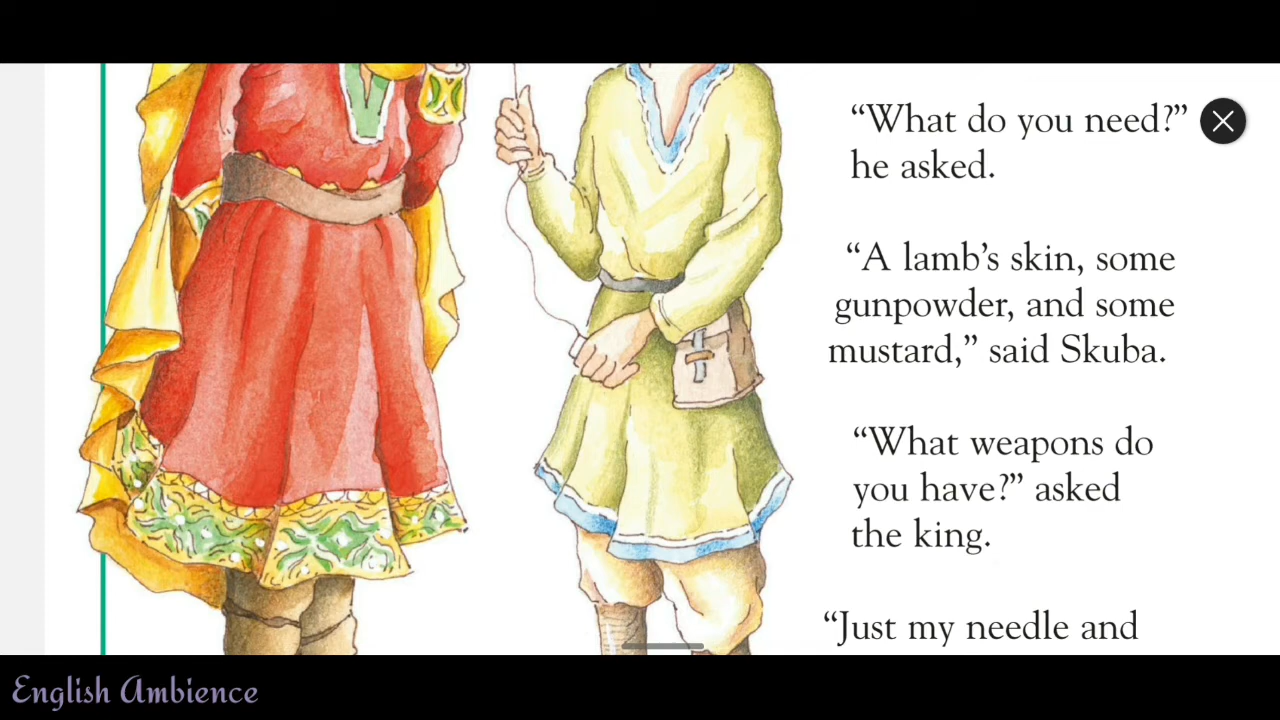 “What do you need?”
he asked.
“A lamb’s skin, some
gunpowder, and some
mustard,” said Skuba.
“What weapons do
you have?” asked
the king.
“Just my needle and
English Ambience